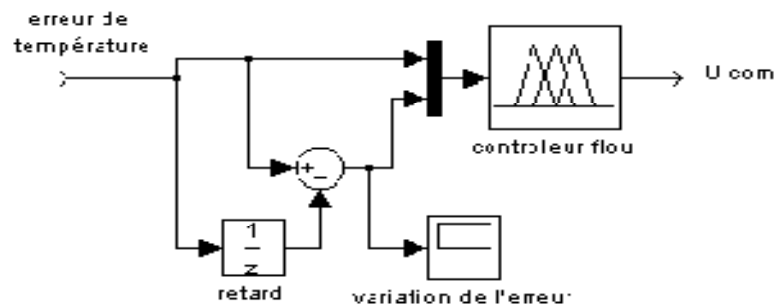 erreur de
température
U com
controleur flou
+
-
1
z
retard
variation de l'erreur